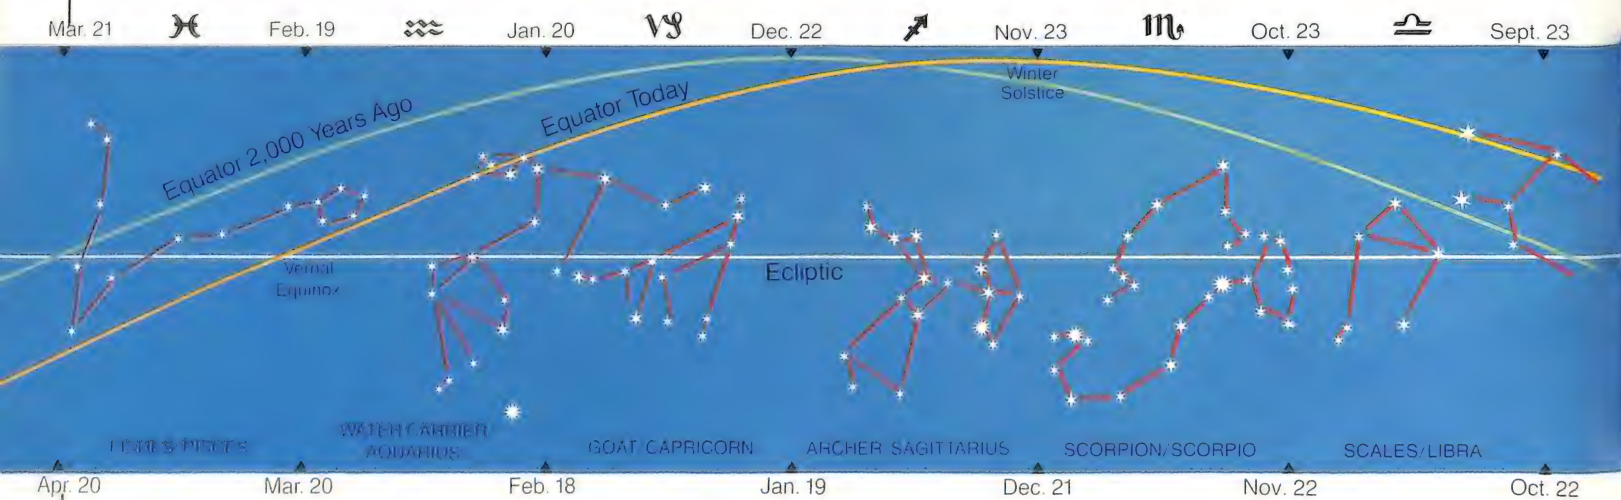 Mar. 21 ♓ Feb. 19 ♒ Jan. 20 ♑ Dec. 22 ♐ Nov. 23 ♏ Oct. 23 ♎ Sept. 23
Winter
Solstice
Equator Today
Equator 2,000 Years Ago
Vernal
Equinox
Ecliptic
FISHES/PISCES
WATER CARRIER
AQUARIUS
GOAT/CAPRICORN
ARCHER SAGITTARIUS
SCORPION/SCORPIO
SCALES/LIBRA
Apr. 20 Mar. 20 Feb. 18 Jan. 19 Dec. 21 Nov. 22 Oct. 22